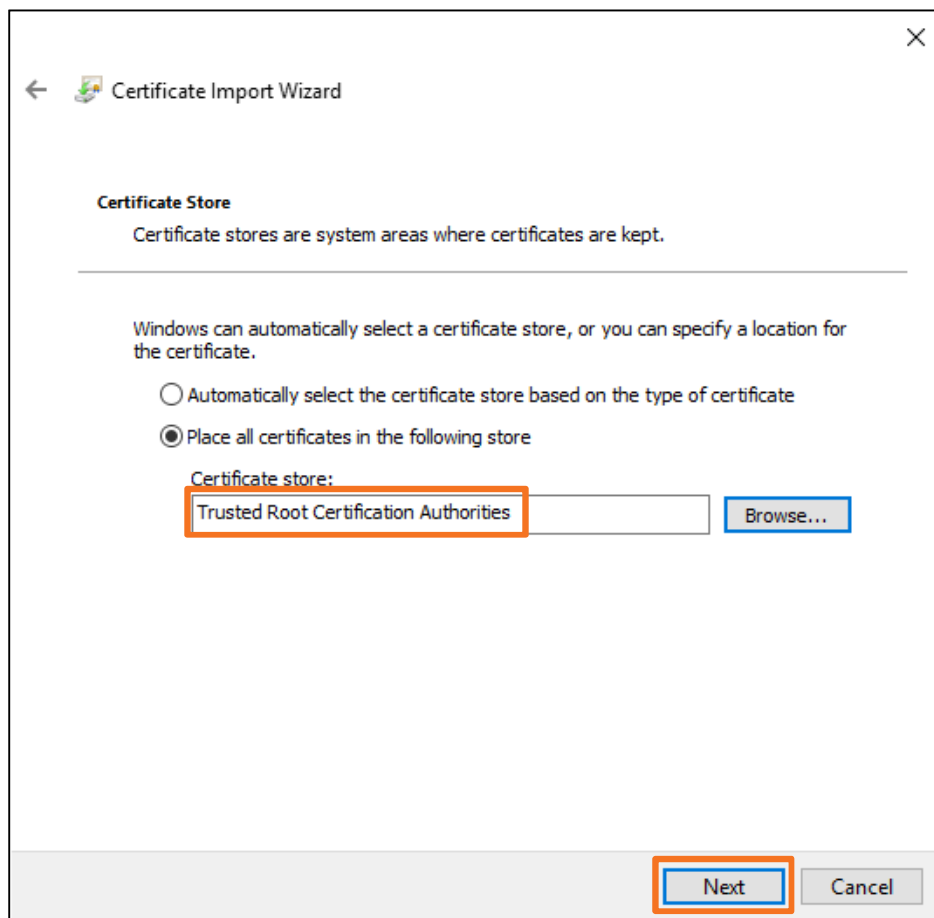 Certificate Import Wizard
Certificate Store
Certificate stores are system areas where certificates are kept.
Windows can automatically select a certificate store, or you can specify a location for
the certificate.
Automatically select the certificate store based on the type of certificate
Place all certificates in the following store
Certificate store:
Trusted Root Certification Authorities
Browse...
Next
Cancel